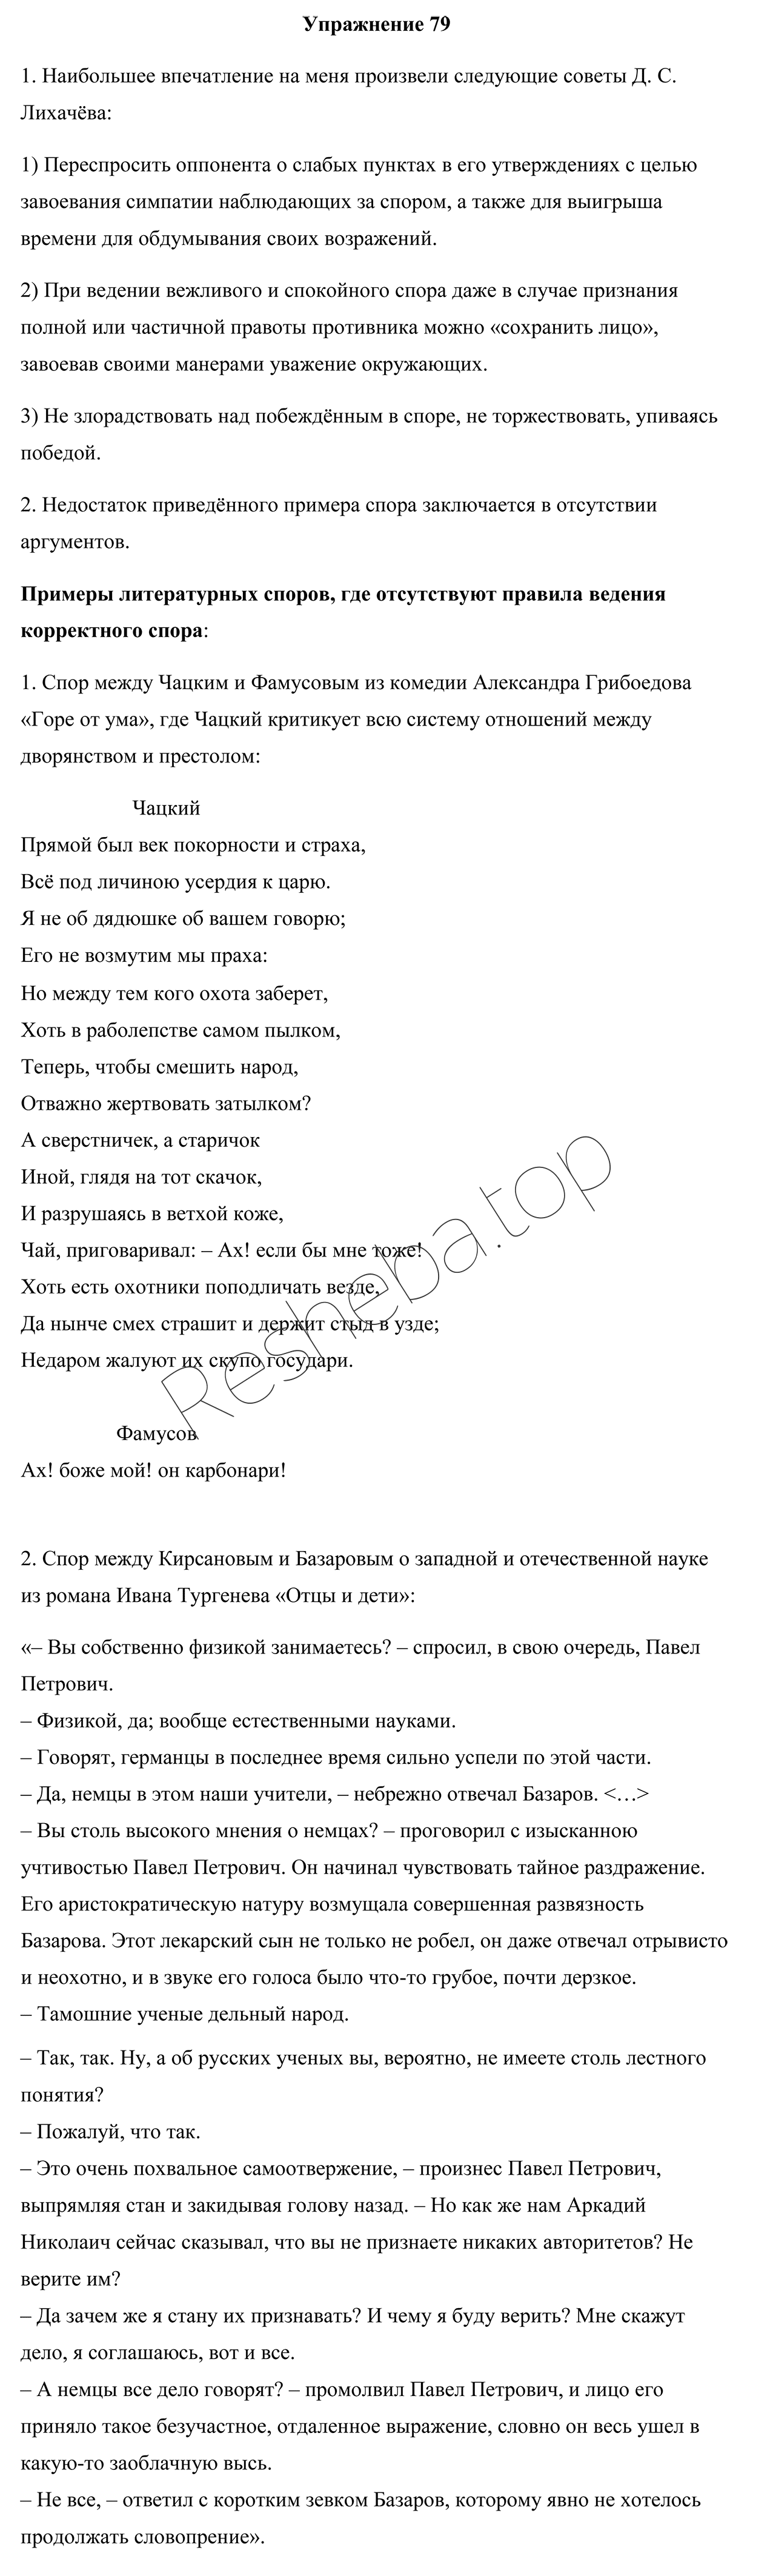 Упражнение 79
1. Наибольшее впечатление на меня произвели следующие советы Д. С.
Лихачёва:
1) Переспросить оппонента о слабых пунктах в его утверждениях с целью
завоевания симпатии наблюдающих за спором, а также для выигрыша
времени для обдумывания своих возражений.
2) При ведении вежливого и спокойного спора даже в случае признания
полной или частичной правоты противника можно «сохранить лицо»,
завоевав своими манерами уважение окружающих.
3) Не злорадствовать над побеждённым в споре, не торжествовать, упиваясь
победой.
2. Недостаток приведённого примера спора заключается в отсутствии
аргументов.
Примеры литературных споров, где отсутствуют правила ведения
корректного спора:
1. Спор между Чацким и Фамусовым из комедии Александра Грибоедова
«Горе от ума», где Чацкий критикует всю систему отношений между
дворянством и престолом:
Чацкий
Прямой был век покорности и страха,
Всё под личиною усердия к царю.
Я не об дядюшке об вашем говорю;
Его не возмутим мы праха:
Но между тем кого охота заберет,
Хоть в раболепстве самом пылком,
Теперь, чтобы смешить народ,
Отважно жертвовать затылком?
А сверстничек, а старичок
Иной, глядя на тот скачок,
И разрушаясь в ветхой коже,
Чай, приговаривал: – Ах! если бы мне тоже!
Хоть есть охотники поподличать везде,
Да нынче смех страшит и держит стыд в узде;
Недаром жалуют их скупо государи.
Resheba.top
Фамусов
Ах! боже мой! он карбонари!
2. Спор между Кирсановым и Базаровым о западной и отечественной науке
из романа Ивана Тургенева «Отцы и дети»:
«– Вы собственно физикой занимаетесь? – спросил, в свою очередь, Павел
Петрович.
– Физикой, да; вообще естественными науками.
– Говорят, германцы в последнее время сильно успели по этой части.
– Да, немцы в этом наши учители, – небрежно отвечал Базаров. <…>
– Вы столь высокого мнения о немцах? – проговорил с изысканною
учтивостью Павел Петрович. Он начинал чувствовать тайное раздражение.
Его аристократическую натуру возмущала совершенная развязность
Базарова. Этот лекарский сын не только не робел, он даже отвечал отрывисто
и неохотно, и в звуке его голоса было что-то грубое, почти дерзкое.
– Тамошние ученые дельный народ.
– Так, так. Ну, а об русских ученых вы, вероятно, не имеете столь лестного
понятия?
– Пожалуй, что так.
– Это очень похвальное самоотвержение, – произнес Павел Петрович,
выпрямляя стан и закидывая голову назад. – Но как же нам Аркадий
Николаич сейчас сказывал, что вы не признаете никаких авторитетов? Не
верите им?
– Да зачем же я стану их признавать? И чему я буду верить? Мне скажут
дело, я соглашаюсь, вот и все.
– А немцы все дело говорят? – промолвил Павел Петрович, и лицо его
приняло такое безучастное, отдаленное выражение, словно он весь ушел в
какую-то заоблачную высь.
– Не все, – ответил с коротким зевком Базаров, которому явно не хотелось
продолжать словопрение».